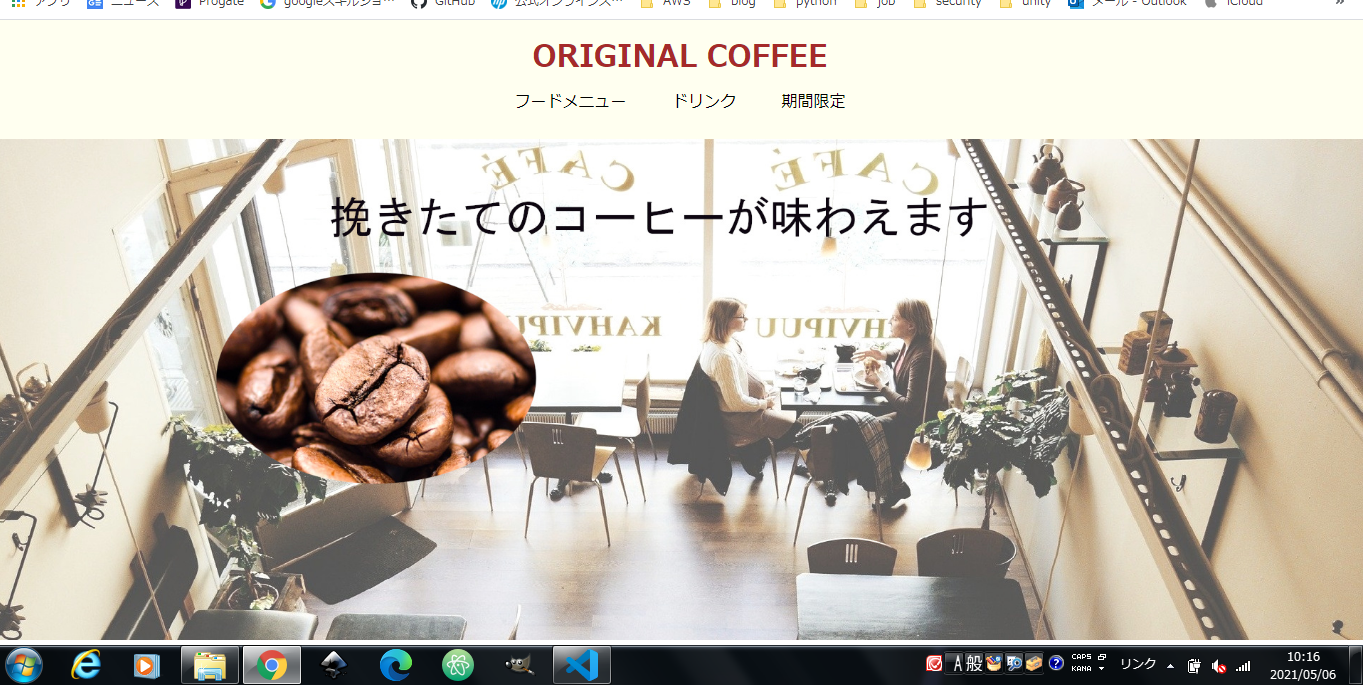 アプリ ニュース Progate googleスキルショ… GitHub 公式オンラインス… AWS blog python job security unity メール - Outlook iCloud »
ORIGINAL COFFEE
フードメニュー ドリンク 期間限定
CAFÉ CAFÉ
挽きたてのコーヒーが味わえます
KAHVIPU HVIPUU
A 般 CAPS KANA リンク 10:16
2021/05/06